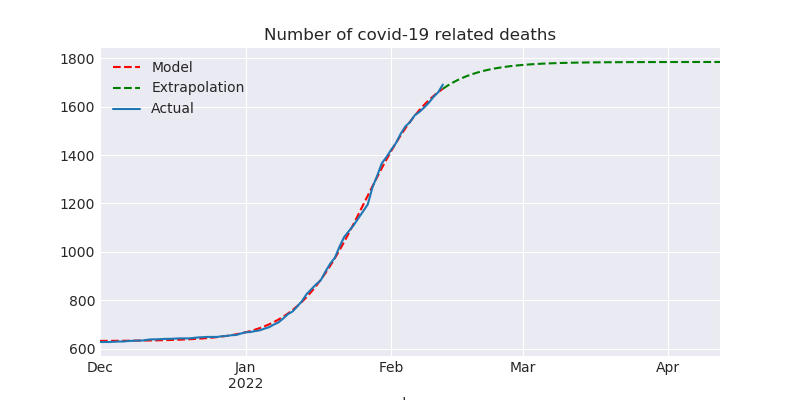 Number of covid-19 related deaths
1800
1600
1400
1200
1000
800
600
Model
Extrapolation
Actual
Dec
Jan
2022
Feb
Mar
Apr